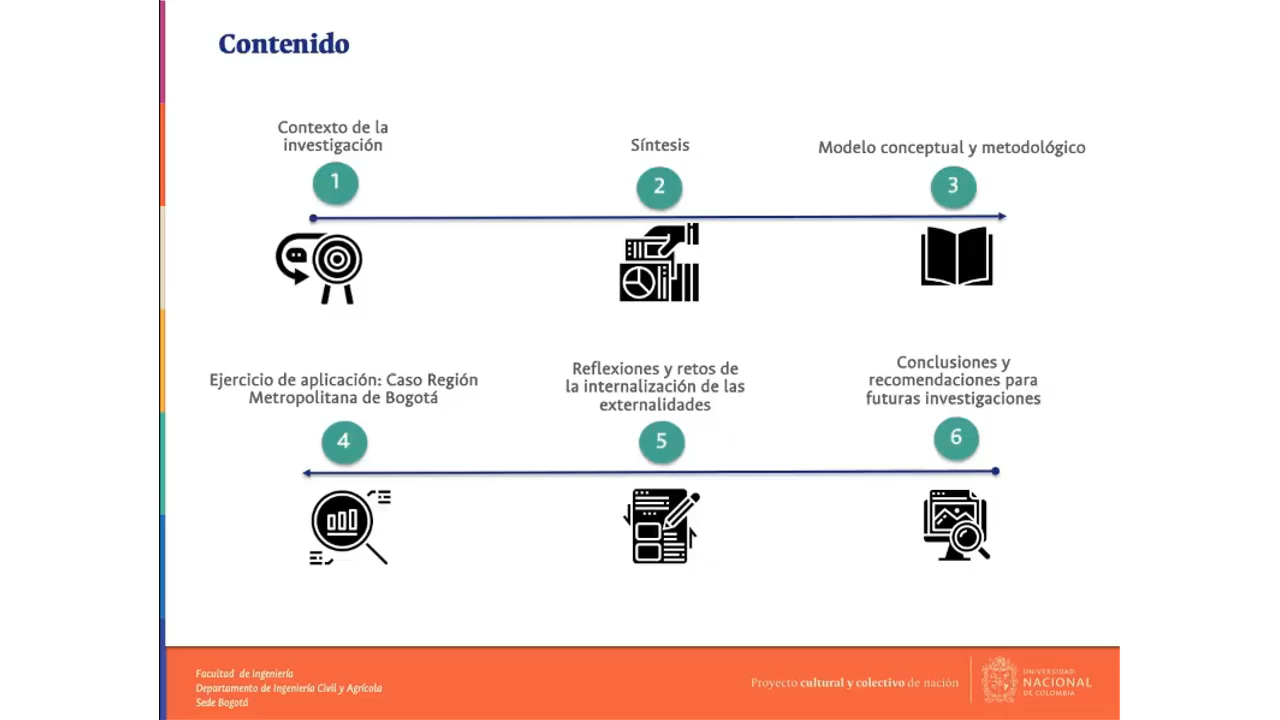 Contenido
Contexto de la
investigación
1
Síntesis
2
Modelo conceptual y metodológico
3
Ejercicio de aplicación: Caso Región
Metropolitana de Bogotá
4
Reflexiones y retos de
la internalización de las
externalidades
5
Conclusiones y
recomendaciones para
futuras investigaciones
6
Facultad de Ingeniería
Departamento de Ingeniería Civil y Agrícola
Sede Bogotá
Proyecto cultural y colectivo de nación
UNIVERSIDAD
NACIONAL
DE COLOMBIA